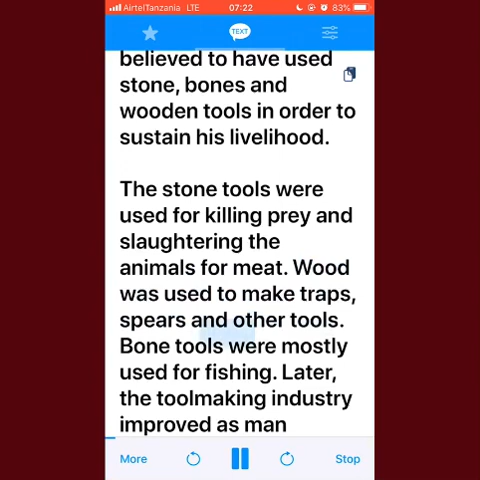 AirtelTanzania LTE 07:22 83%
TEXT
believed to have used
stone, bones and
wooden tools in order to
sustain his livelihood.
The stone tools were
used for killing prey and
slaughtering the
animals for meat. Wood
was used to make traps,
spears and other tools.
Bone tools were mostly
used for fishing. Later,
the toolmaking industry
improved as man
More Stop